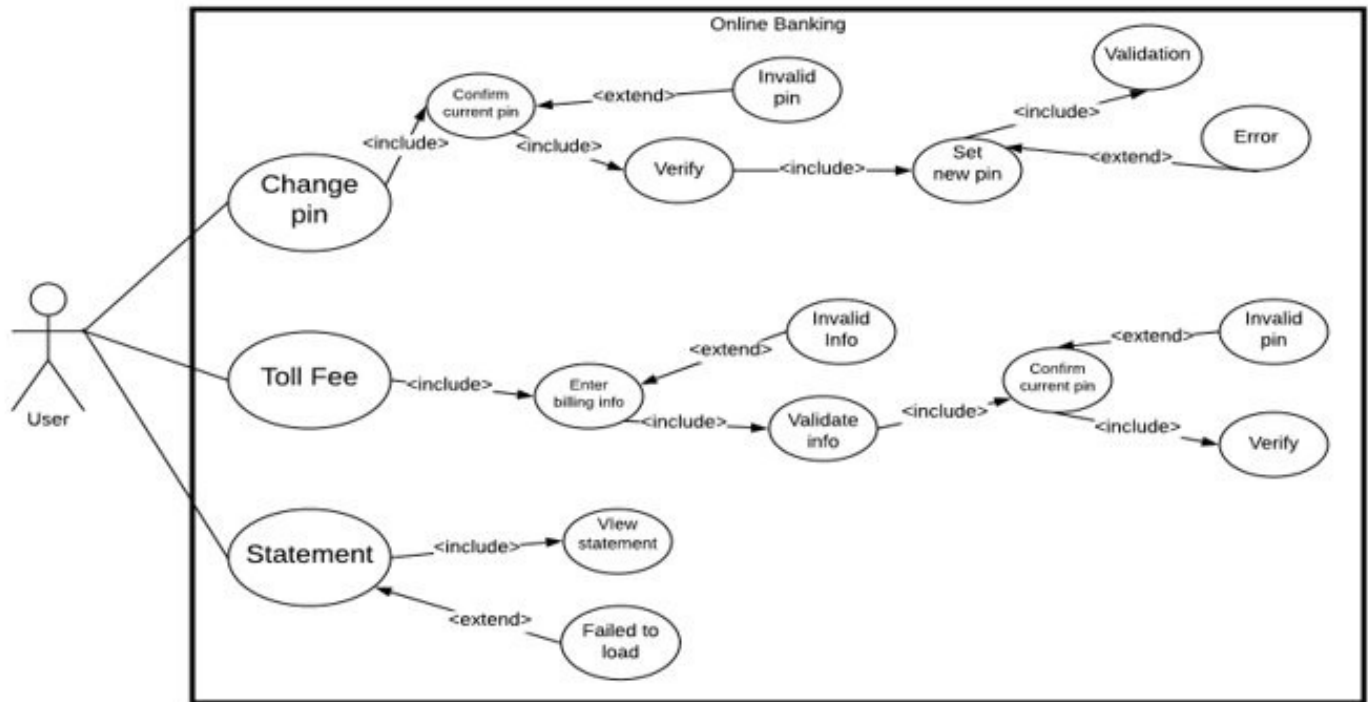 Online Banking
Validation
Invalid
pin
Confirm
current pin
<extend>
<include>
<include>
<include>
Error
Verify
<include>
Set
new pin
<extend>
Change
pin
Invalid
Info
Invalid
pin
<extend>
<extend>
Toll Fee
<include>
Enter
billing info
Confirm
current pin
<include>
Validate
info
<include>
<include>
Verify
User
VIew
statement
Statement
<include>
<extend>
Failed to
load